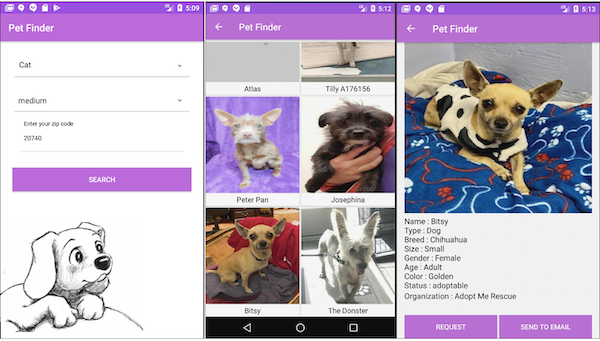 5:09
Pet Finder
Cat
medium
Enter your zip code
20740
SEARCH
5:12
Pet Finder
Atlas
Tilly A176156
Peter Pan
Josephina
Bitsy
The Donster
5:13
Pet Finder
Name : Bitsy
Type : Dog
Breed : Chihuahua
Size : Small
Gender : Female
Age : Adult
Color : Golden
Status : adoptable
Organization : Adopt Me Rescue
REQUEST
SEND TO EMAIL